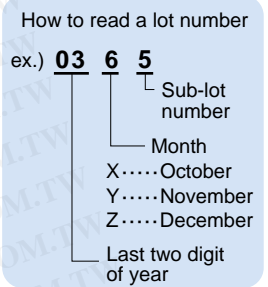 How to read a lot number
ex.) 03 6 5
Sub-lot
number
Month
X·····October
Y·····November
Z·····December
Last two digit
of year